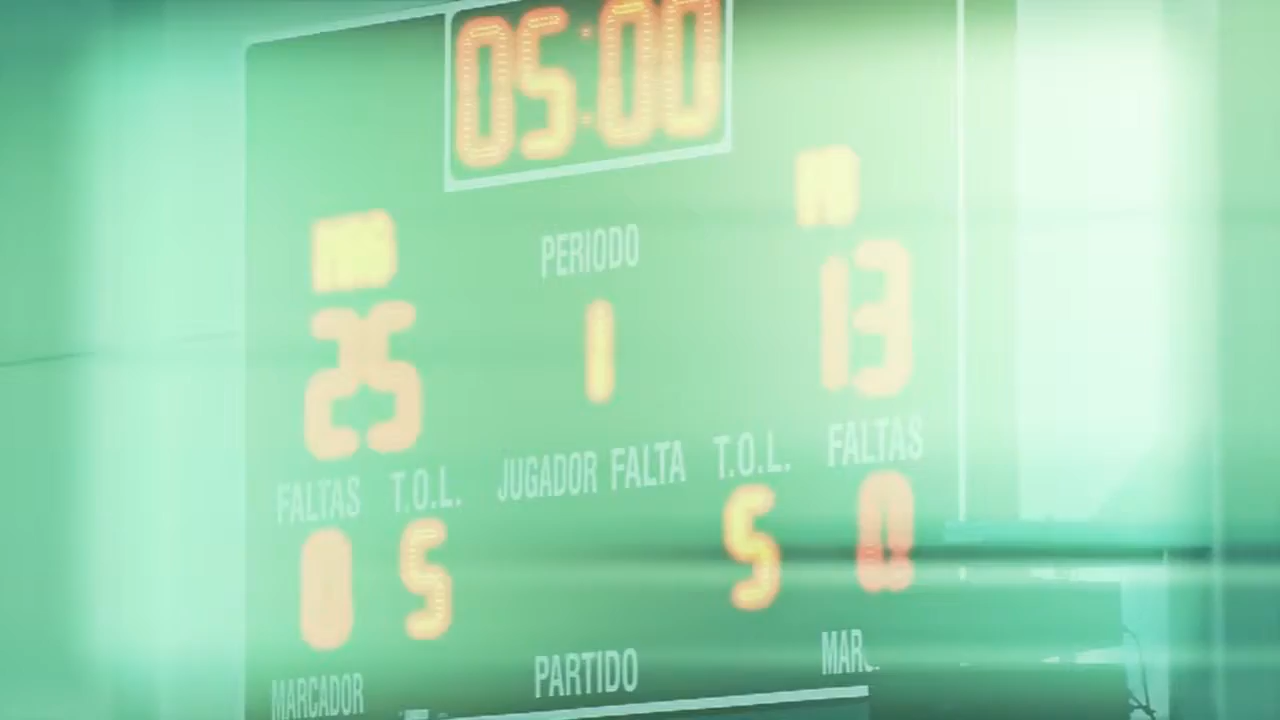 05:00
PERIODO
25 1 13
FALTAS T.O.L. JUGADOR FALTA T.O.L. FALTAS
0 5 5 0
MARCADOR PARTIDO